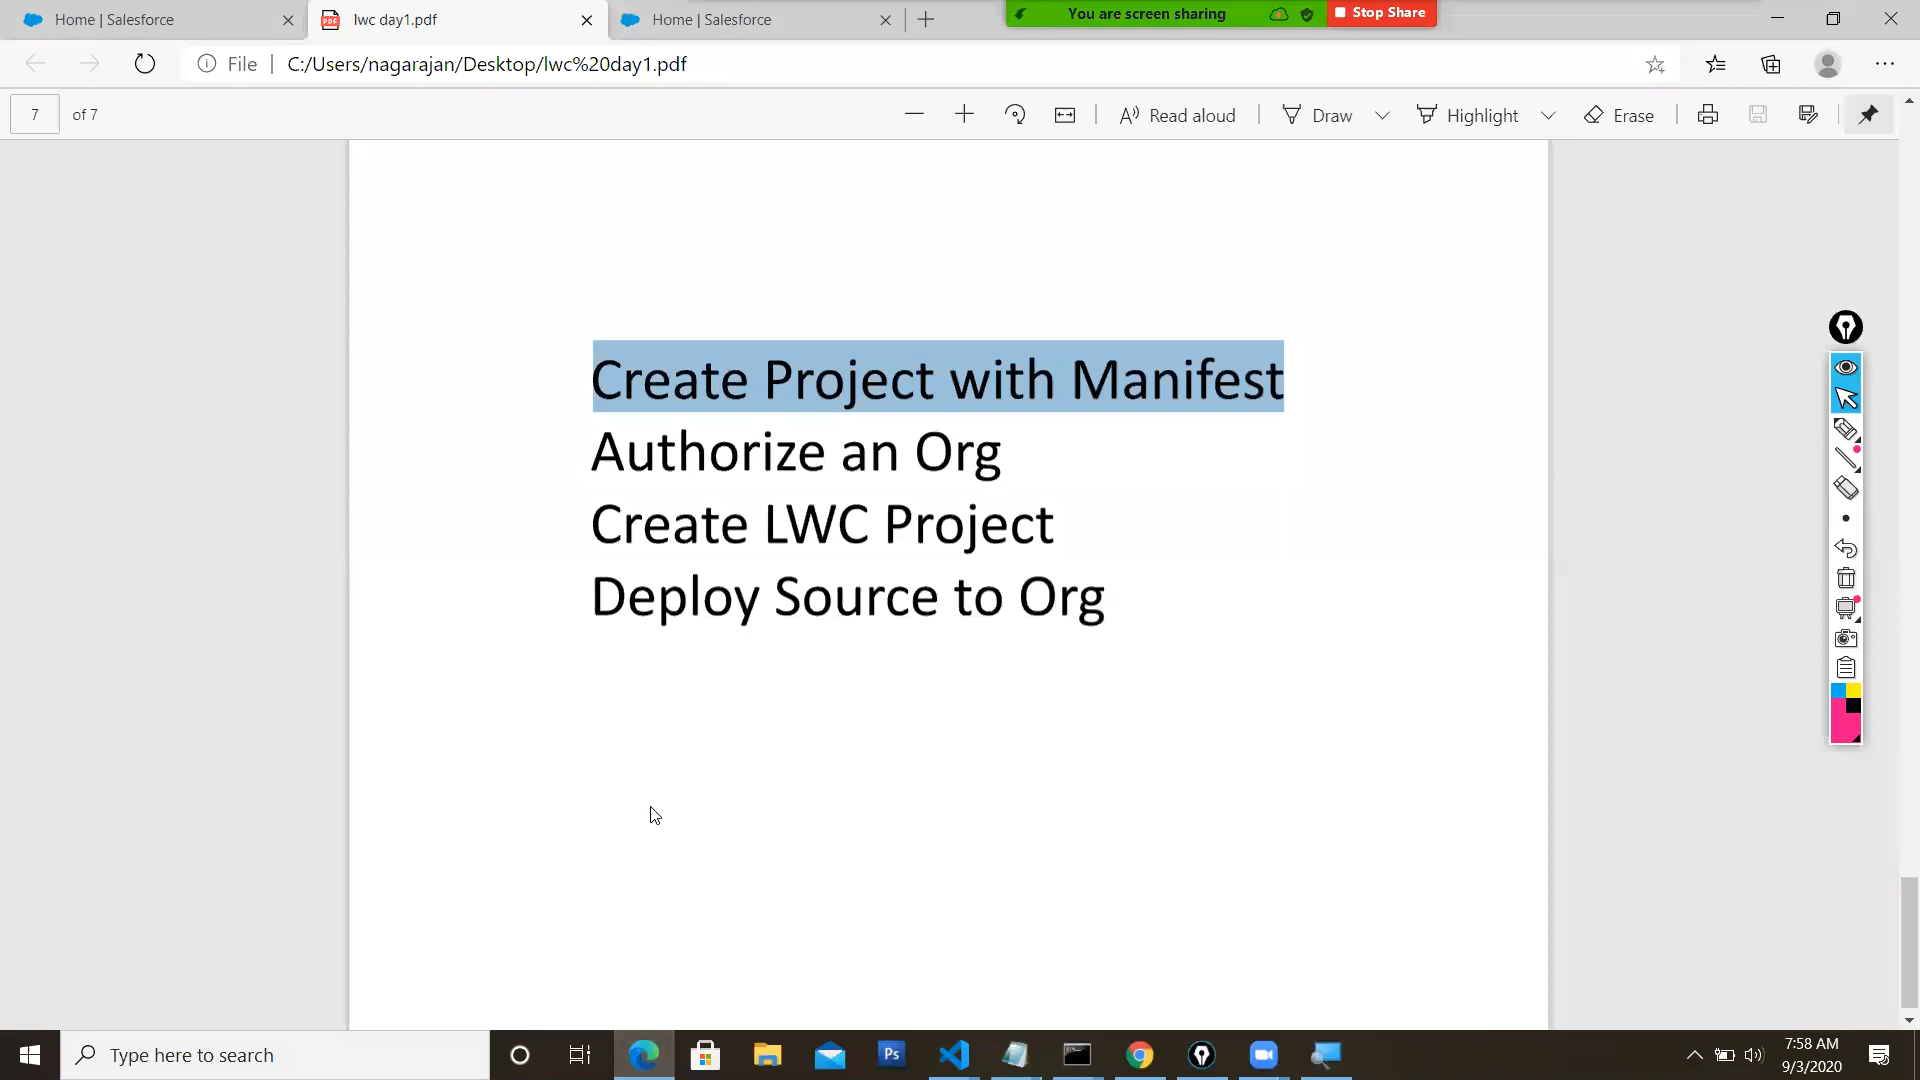 Home | Salesforce
lwc day1.pdf
Home | Salesforce
You are screen sharing
Stop Share
File
C:/Users/nagarajan/Desktop/lwc%20day1.pdf
7 of 7
Read aloud
Draw
Highlight
Erase
Create Project with Manifest
Authorize an Org
Create LWC Project
Deploy Source to Org
Type here to search
Ps
7:58 AM
9/3/2020